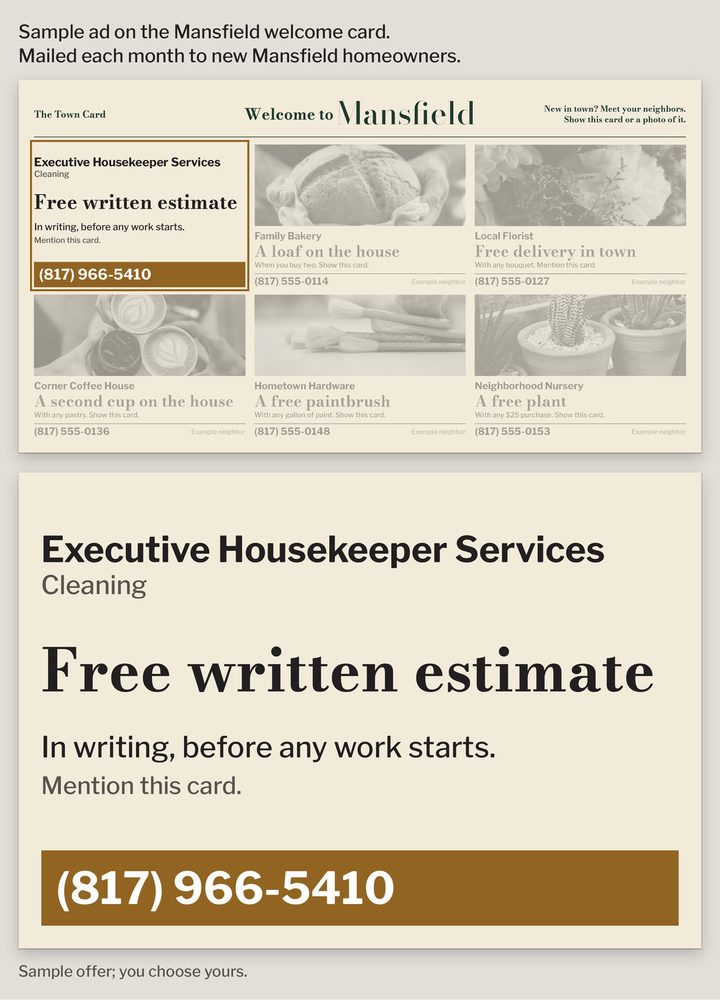 Sample ad on the Mansfield welcome card.
Mailed each month to new Mansfield homeowners.
The Town Card
Welcome to Mansfield
New in town? Meet your neighbors.
Show this card or a photo of it.
Executive Housekeeper Services
Cleaning
Free written estimate
In writing, before any work starts.
Mention this card.
(817) 966-5410
Family Bakery
A loaf on the house
When you buy two. Show this card.
(817) 555-0114
Example neighbor
Local Florist
Free delivery in town
With any bouquet. Mention this card.
(817) 555-0127
Example neighbor
Corner Coffee House
A second cup on the house
With any pastry. Show this card.
(817) 555-0136
Example neighbor
Hometown Hardware
A free paintbrush
With any gallon of paint. Show this card.
(817) 555-0148
Example neighbor
Neighborhood Nursery
A free plant
With any $25 purchase. Show this card.
(817) 555-0153
Example neighbor
Executive Housekeeper Services
Cleaning
Free written estimate
In writing, before any work starts.
Mention this card.
(817) 966-5410
Sample offer; you choose yours.